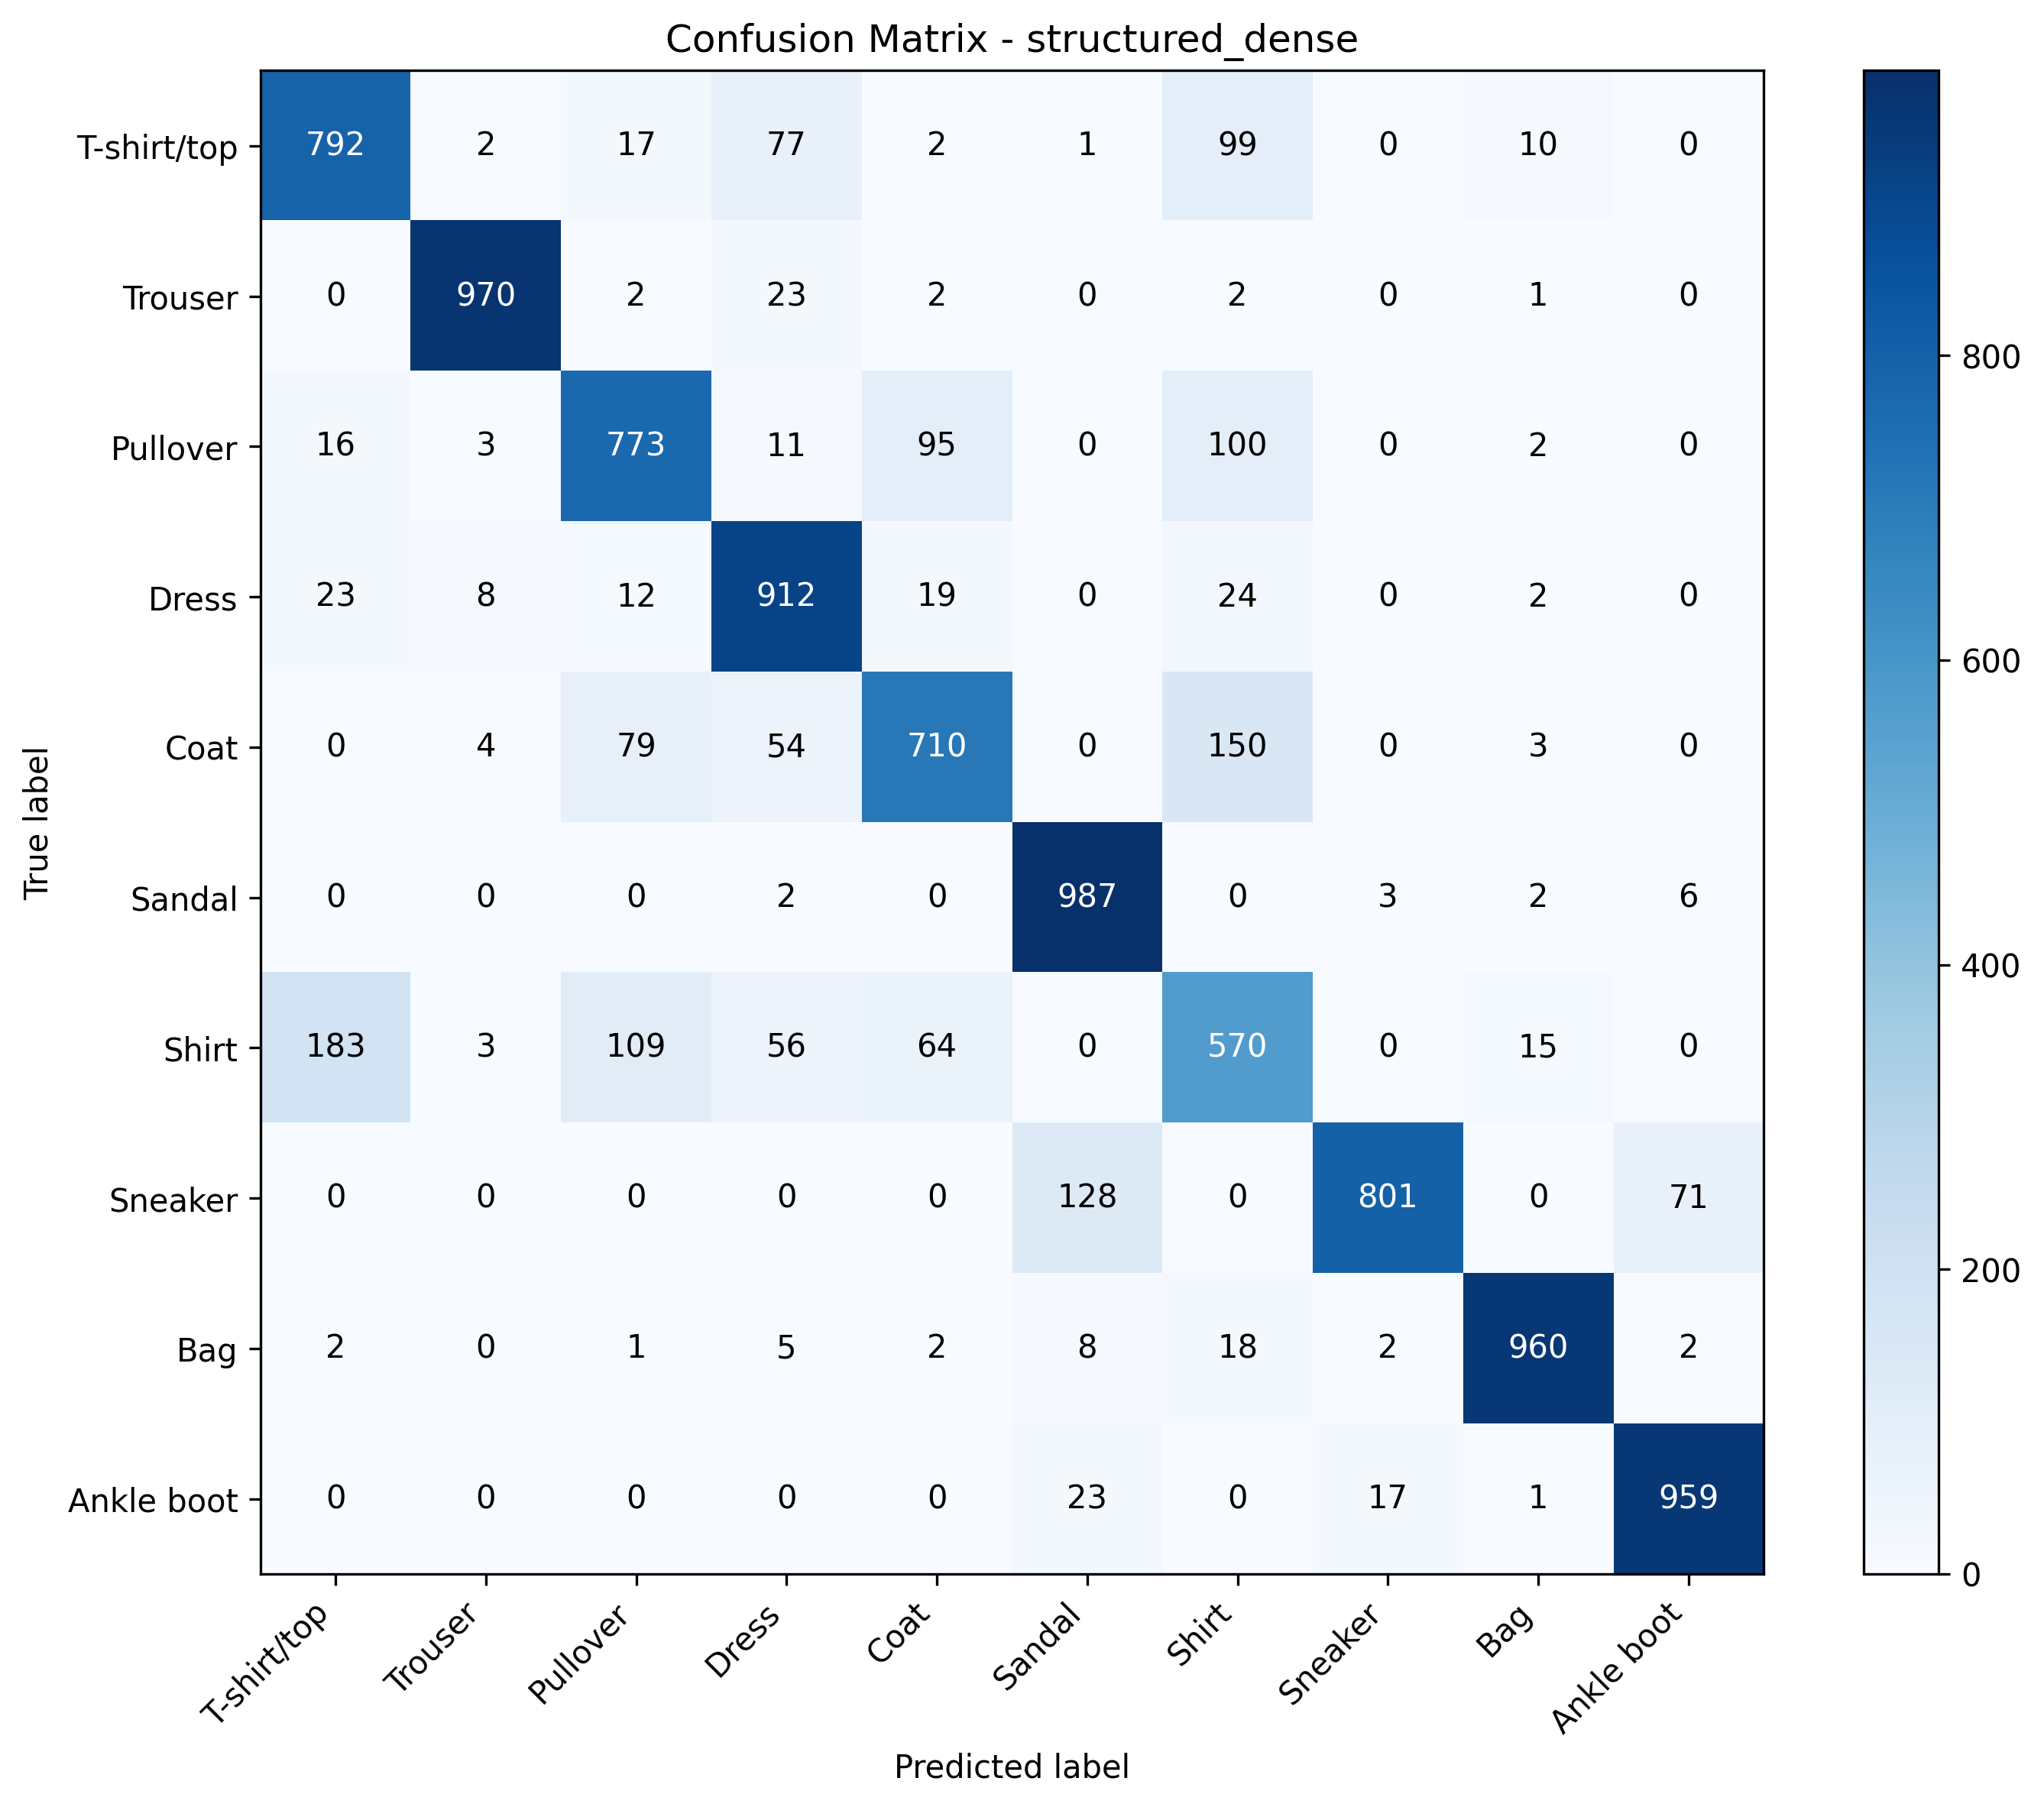 Confusion Matrix - structured_dense
T-shirt/top 792 2 17 77 2 1 99 0 10 0
Trouser 0 970 2 23 2 0 2 0 1 0
Pullover 16 3 773 11 95 0 100 0 2 0
Dress 23 8 12 912 19 0 24 0 2 0
Coat 0 4 79 54 710 0 150 0 3 0
Sandal 0 0 0 2 0 987 0 3 2 6
Shirt 183 3 109 56 64 0 570 0 15 0
Sneaker 0 0 0 0 0 128 0 801 0 71
Bag 2 0 1 5 2 8 18 2 960 2
Ankle boot 0 0 0 0 0 23 0 17 1 959
T-shirt/top Trouser Pullover Dress Coat Sandal Shirt Sneaker Bag Ankle boot
Predicted label
True label
800
600
400
200
0